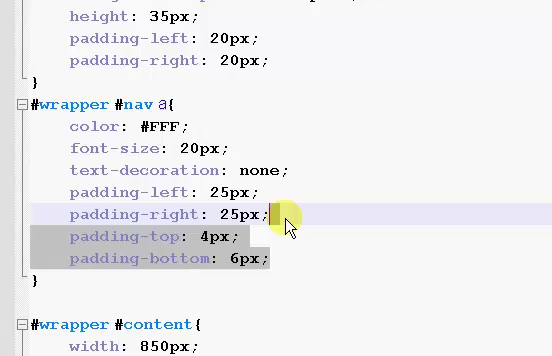 height: 35px;
padding-left: 20px;
padding-right: 20px;
}
#wrapper #nav a{
color: #FFF;
font-size: 20px;
text-decoration: none;
padding-left: 25px;
padding-right: 25px;
padding-top: 4px;
padding-bottom: 6px;
}
#wrapper #content{
width: 850px;